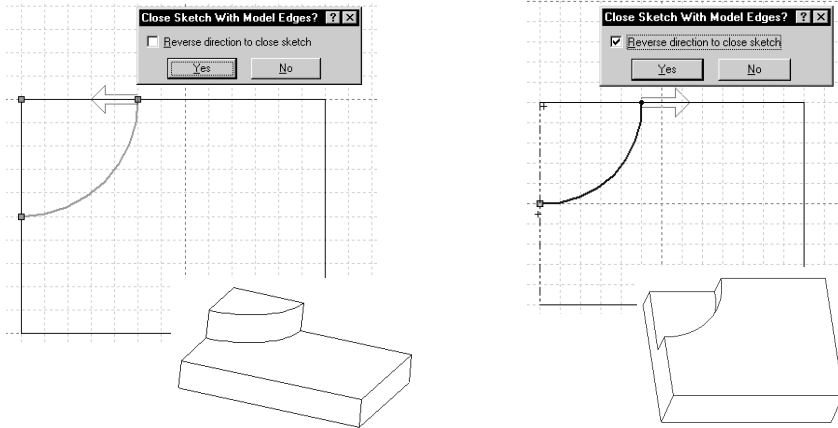 Close Sketch With Model Edges? ? ×
Reverse direction to close sketch
Yes No
Close Sketch With Model Edges? ? ×
Reverse direction to close sketch
Yes No